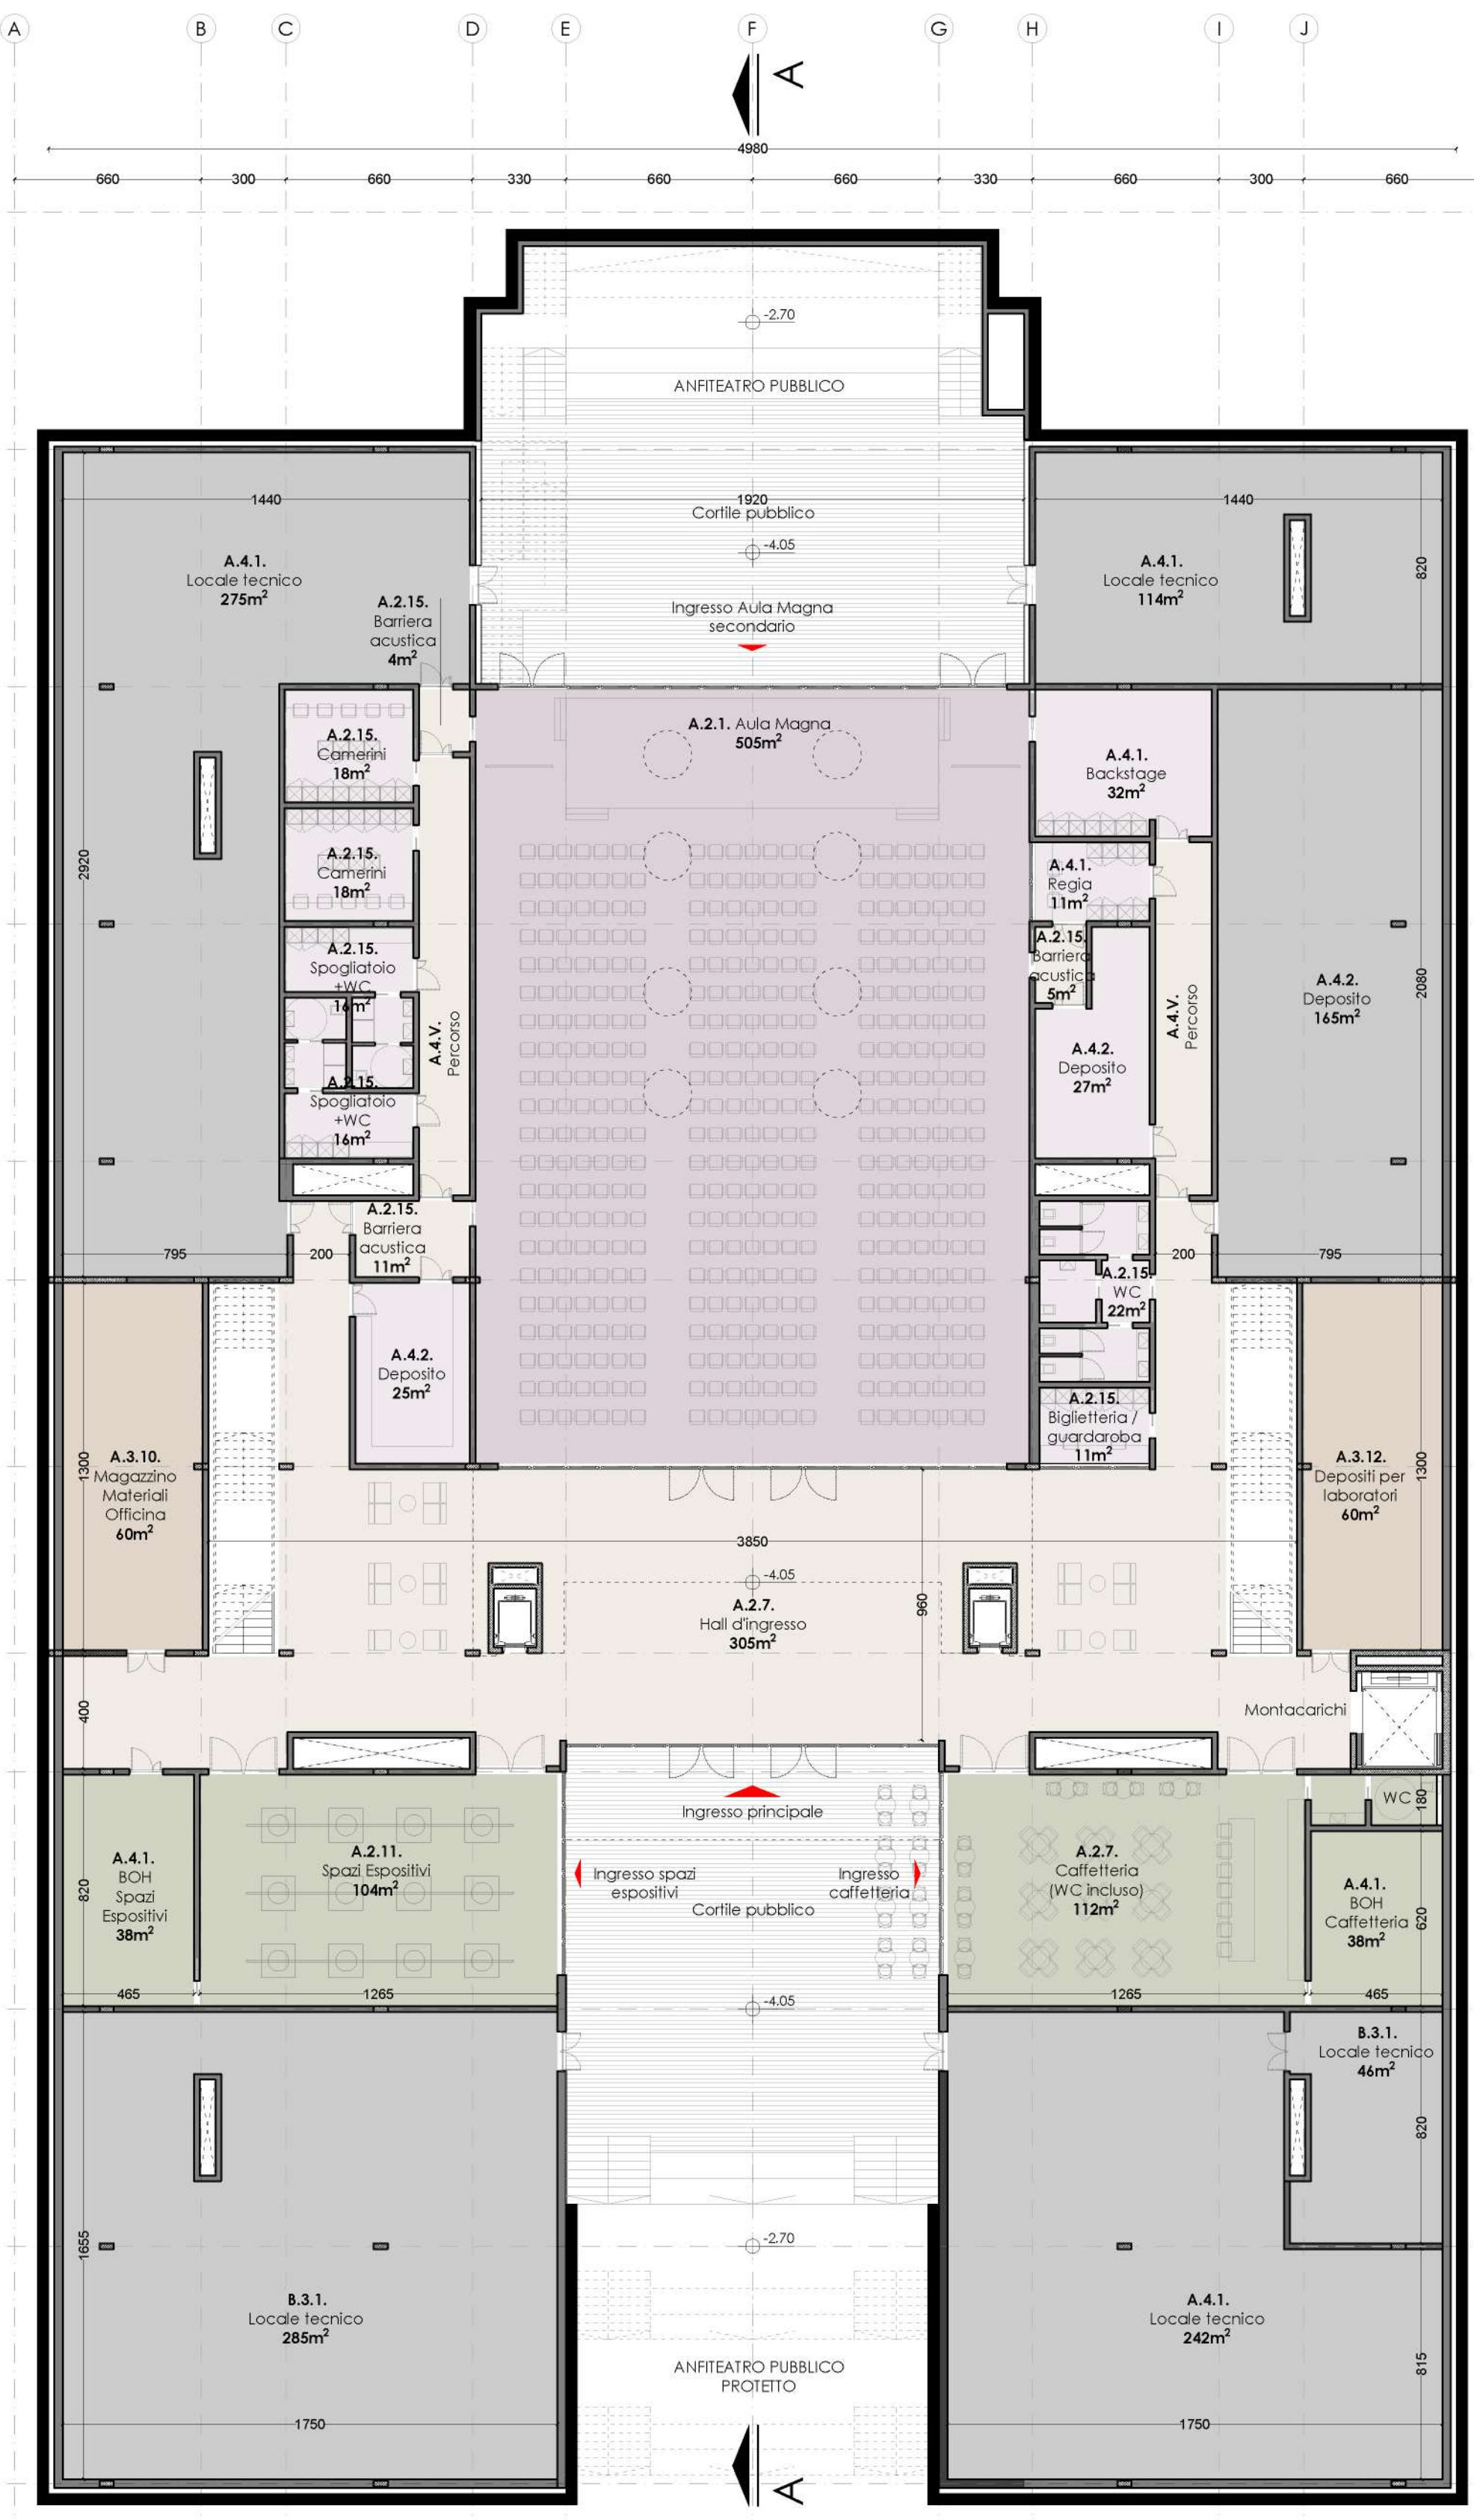 A B C D E F G H I J
A
4980
660 300 660 330 660 660 330 660 300 660
-2.70
ANFITEATRO PUBBLICO
1440
1920
1440
Cortile pubblico
-4.05
A.4.1.
Locale tecnico
275m²
A.4.1.
Locale tecnico
114m²
820
A.2.15.
Barriera
acustica
4m²
Ingresso Aula Magna
secondario
A.2.1. Aula Magna
505m²
A.2.15.
Camerini
18m²
A.4.1.
Backstage
32m²
2920
A.2.15.
Camerini
18m²
A.4.1.
Regia
11m²
A.2.15.
Spogliatoio
+WC
16m²
A.2.15.
Barriera
acustica
5m²
A.4.2.
Deposito
165m²
2080
A.4.V.
Percorso
A.4.V.
Percorso
A.4.2.
Deposito
27m²
A.2.15.
Spogliatoio
+WC
16m²
A.2.15.
Barriera
acustica
11m²
795
200
200
795
A.2.15.
WC
22m²
A.4.2.
Deposito
25m²
A.2.15.
Biglietteria /
guardaroba
11m²
A.3.10.
Magazzino
Materiali
Officina
60m²
1300
A.3.12.
Depositi per
laboratori
60m²
1300
3850
-4.05
A.2.7.
Hall d'ingresso
305m²
960
400
Montacarichi
Ingresso principale
WC
180
A.4.1.
BOH
Spazi
Espositivi
38m²
820
A.2.11.
Spazi Espositivi
104m²
Ingresso spazi
espositivi
Ingresso
caffetteria
Cortile pubblico
A.2.7.
Caffetteria
(WC incluso)
112m²
A.4.1.
BOH
Caffetteria
38m²
620
465
1265
-4.05
1265
465
B.3.1.
Locale tecnico
46m²
820
1655
-2.70
B.3.1.
Locale tecnico
285m²
A.4.1.
Locale tecnico
242m²
815
ANFITEATRO PUBBLICO
PROTETTO
1750
1750
A